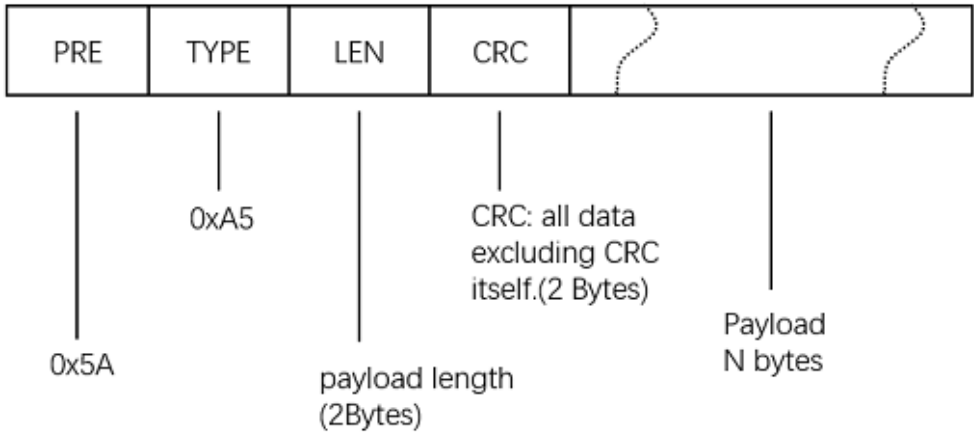 PRE
TYPE
LEN
CRC
0xA5
CRC: all data
excluding CRC
itself.(2 Bytes)
Payload
N bytes
0x5A
payload length
(2Bytes)